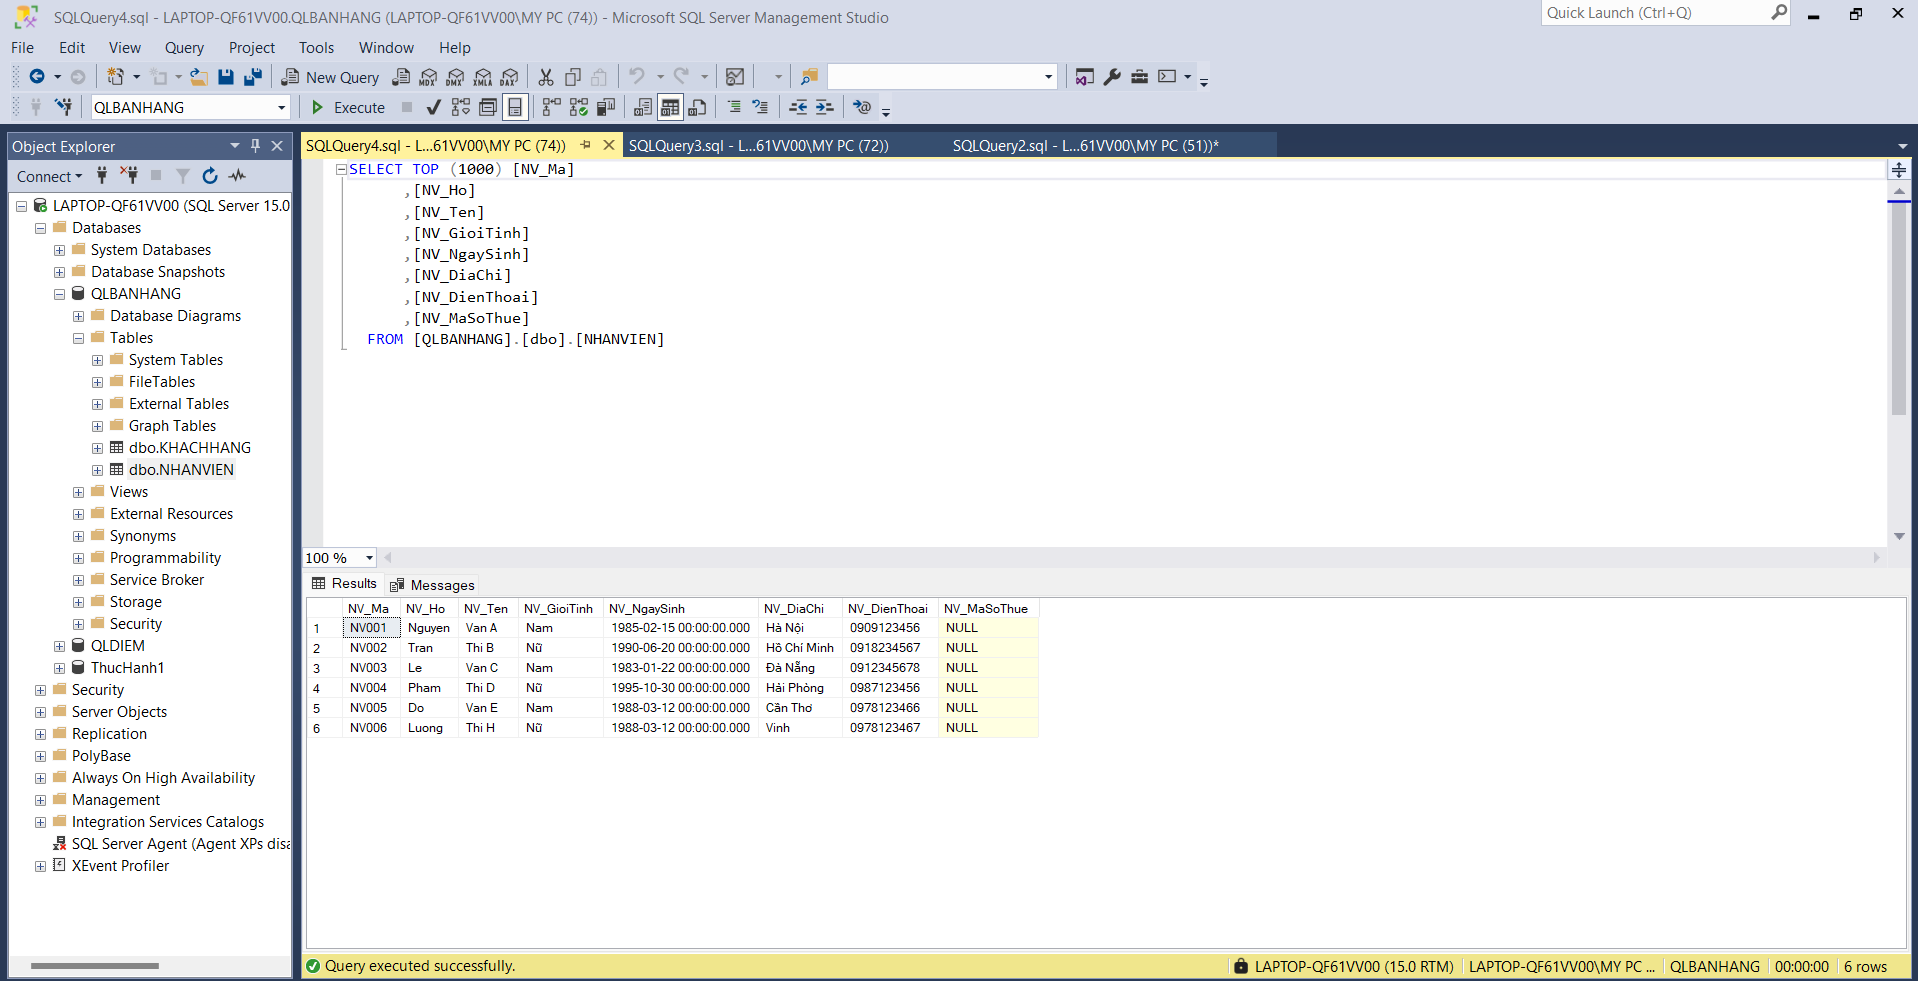 SQLQuery4.sql - LAPTOP-QF61VV00.QLBANHANG (LAPTOP-QF61VV00\MY PC (74)) - Microsoft SQL Server Management Studio
Quick Launch (Ctrl+Q)
File Edit View Query Project Tools Window Help
New Query MDX DMX XMLA DAX
QLBANHANG Execute
Object Explorer
Connect
LAPTOP-QF61VV00 (SQL Server 15.0
Databases
System Databases
Database Snapshots
QLBANHANG
Database Diagrams
Tables
System Tables
FileTables
External Tables
Graph Tables
dbo.KHACHHANG
dbo.NHANVIEN
Views
External Resources
Synonyms
Programmability
Service Broker
Storage
Security
QLDIEM
ThucHanh1
Security
Server Objects
Replication
PolyBase
Always On High Availability
Management
Integration Services Catalogs
SQL Server Agent (Agent XPs disa
XEvent Profiler
SQLQuery4.sql - L...61VV00\MY PC (74)) SQLQuery3.sql - L...61VV00\MY PC (72)) SQLQuery2.sql - L...61VV00\MY PC (51))*
SELECT TOP (1000) [NV_Ma]
,[NV_Ho]
,[NV_Ten]
,[NV_GioiTinh]
,[NV_NgaySinh]
,[NV_DiaChi]
,[NV_DienThoai]
,[NV_MaSoThue]
FROM [QLBANHANG].[dbo].[NHANVIEN]
100 %
Results Messages
NV_Ma NV_Ho NV_Ten NV_GioiTinh NV_NgaySinh NV_DiaChi NV_DienThoai NV_MaSoThue
1 NV001 Nguyen Van A Nam 1985-02-15 00:00:00.000 Hà Nội 0909123456 NULL
2 NV002 Tran Thi B Nữ 1990-06-20 00:00:00.000 Hồ Chí Minh 0918234567 NULL
3 NV003 Le Van C Nam 1983-01-22 00:00:00.000 Đà Nẵng 0912345678 NULL
4 NV004 Pham Thi D Nữ 1995-10-30 00:00:00.000 Hải Phòng 0987123456 NULL
5 NV005 Do Van E Nam 1988-03-12 00:00:00.000 Cần Thơ 0978123466 NULL
6 NV006 Luong Thi H Nữ 1988-03-12 00:00:00.000 Vinh 0978123467 NULL
Query executed successfully. LAPTOP-QF61VV00 (15.0 RTM) LAPTOP-QF61VV00\MY PC ... QLBANHANG 00:00:00 6 rows